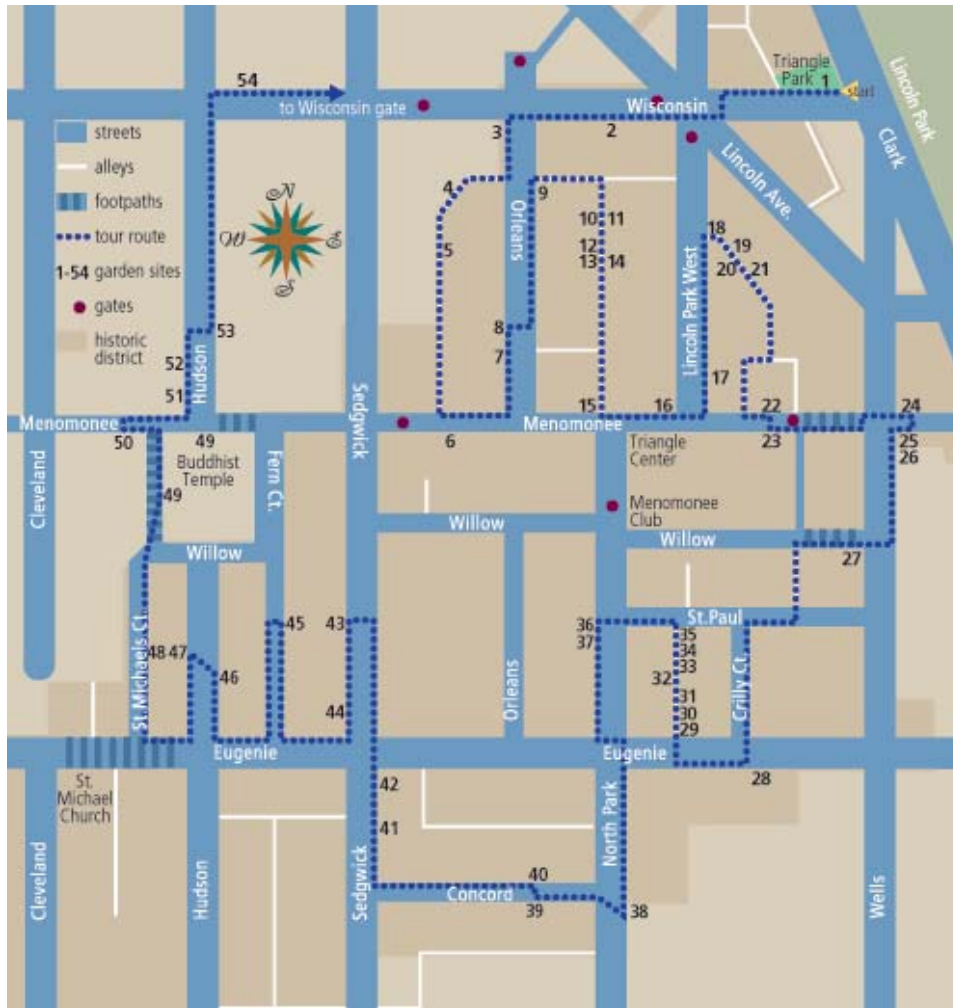 54
to Wisconsin gate
Triangle
Park
1
start
Wisconsin
Lincoln Park
Clark
streets
alleys
footpaths
tour route
1-54 garden sites
gates
historic
district
N
W
E
S
3
2
4
5
9
10
11
12
13
14
Orleans
Lincoln Ave.
18
19
20
21
Lincoln Park West
8
7
17
53
52
51
Hudson
Sedgwick
15
16
22
24
Menomonee
50
49
6
Menomonee
23
25
26
Buddhist
Temple
Fern Ct.
Triangle
Center
49
Cleveland
Menomonee
Club
Willow
Willow
Willow
27
St.Michaels Ct.
48
47
46
45
43
44
36
37
St.Paul
35
34
33
32
31
30
29
Crilly Ct.
Orleans
Eugenie
Eugenie
28
St.
Michael
Church
42
41
North Park
40
Concord
39
38
Cleveland
Hudson
Sedgwick
Wells